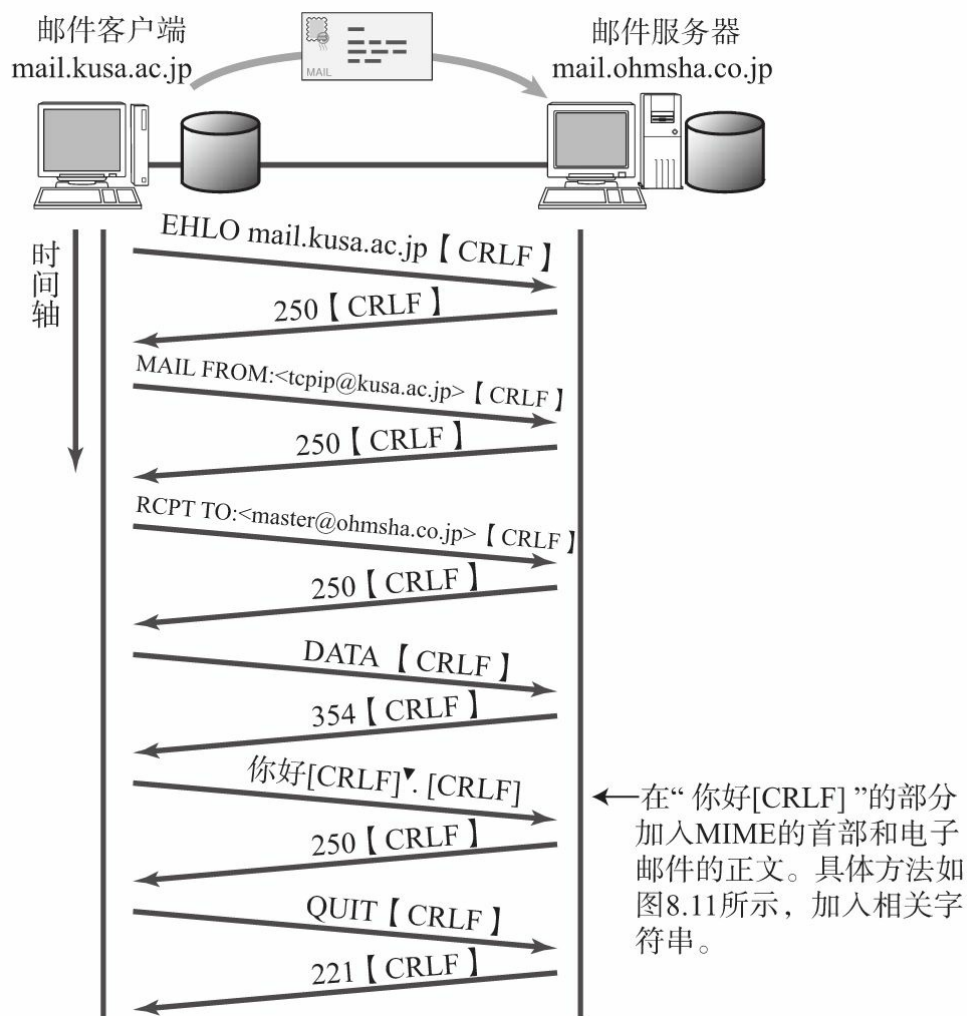 邮件客户端
mail.kusa.ac.jp
MAIL
邮件服务器
mail.ohmsha.co.jp
时间轴
EHLO mail.kusa.ac.jp【CRLF】
250【CRLF】
MAIL FROM:<tcpip@kusa.ac.jp>【CRLF】
250【CRLF】
RCPT TO:<master@ohmsha.co.jp>【CRLF】
250【CRLF】
DATA【CRLF】
354【CRLF】
你好[CRLF]▼. [CRLF]
250【CRLF】
QUIT【CRLF】
221【CRLF】
在“ 你好[CRLF] ”的部分
加入MIME的首部和电子
邮件的正文。具体方法如
图8.11所示，加入相关字
符串。